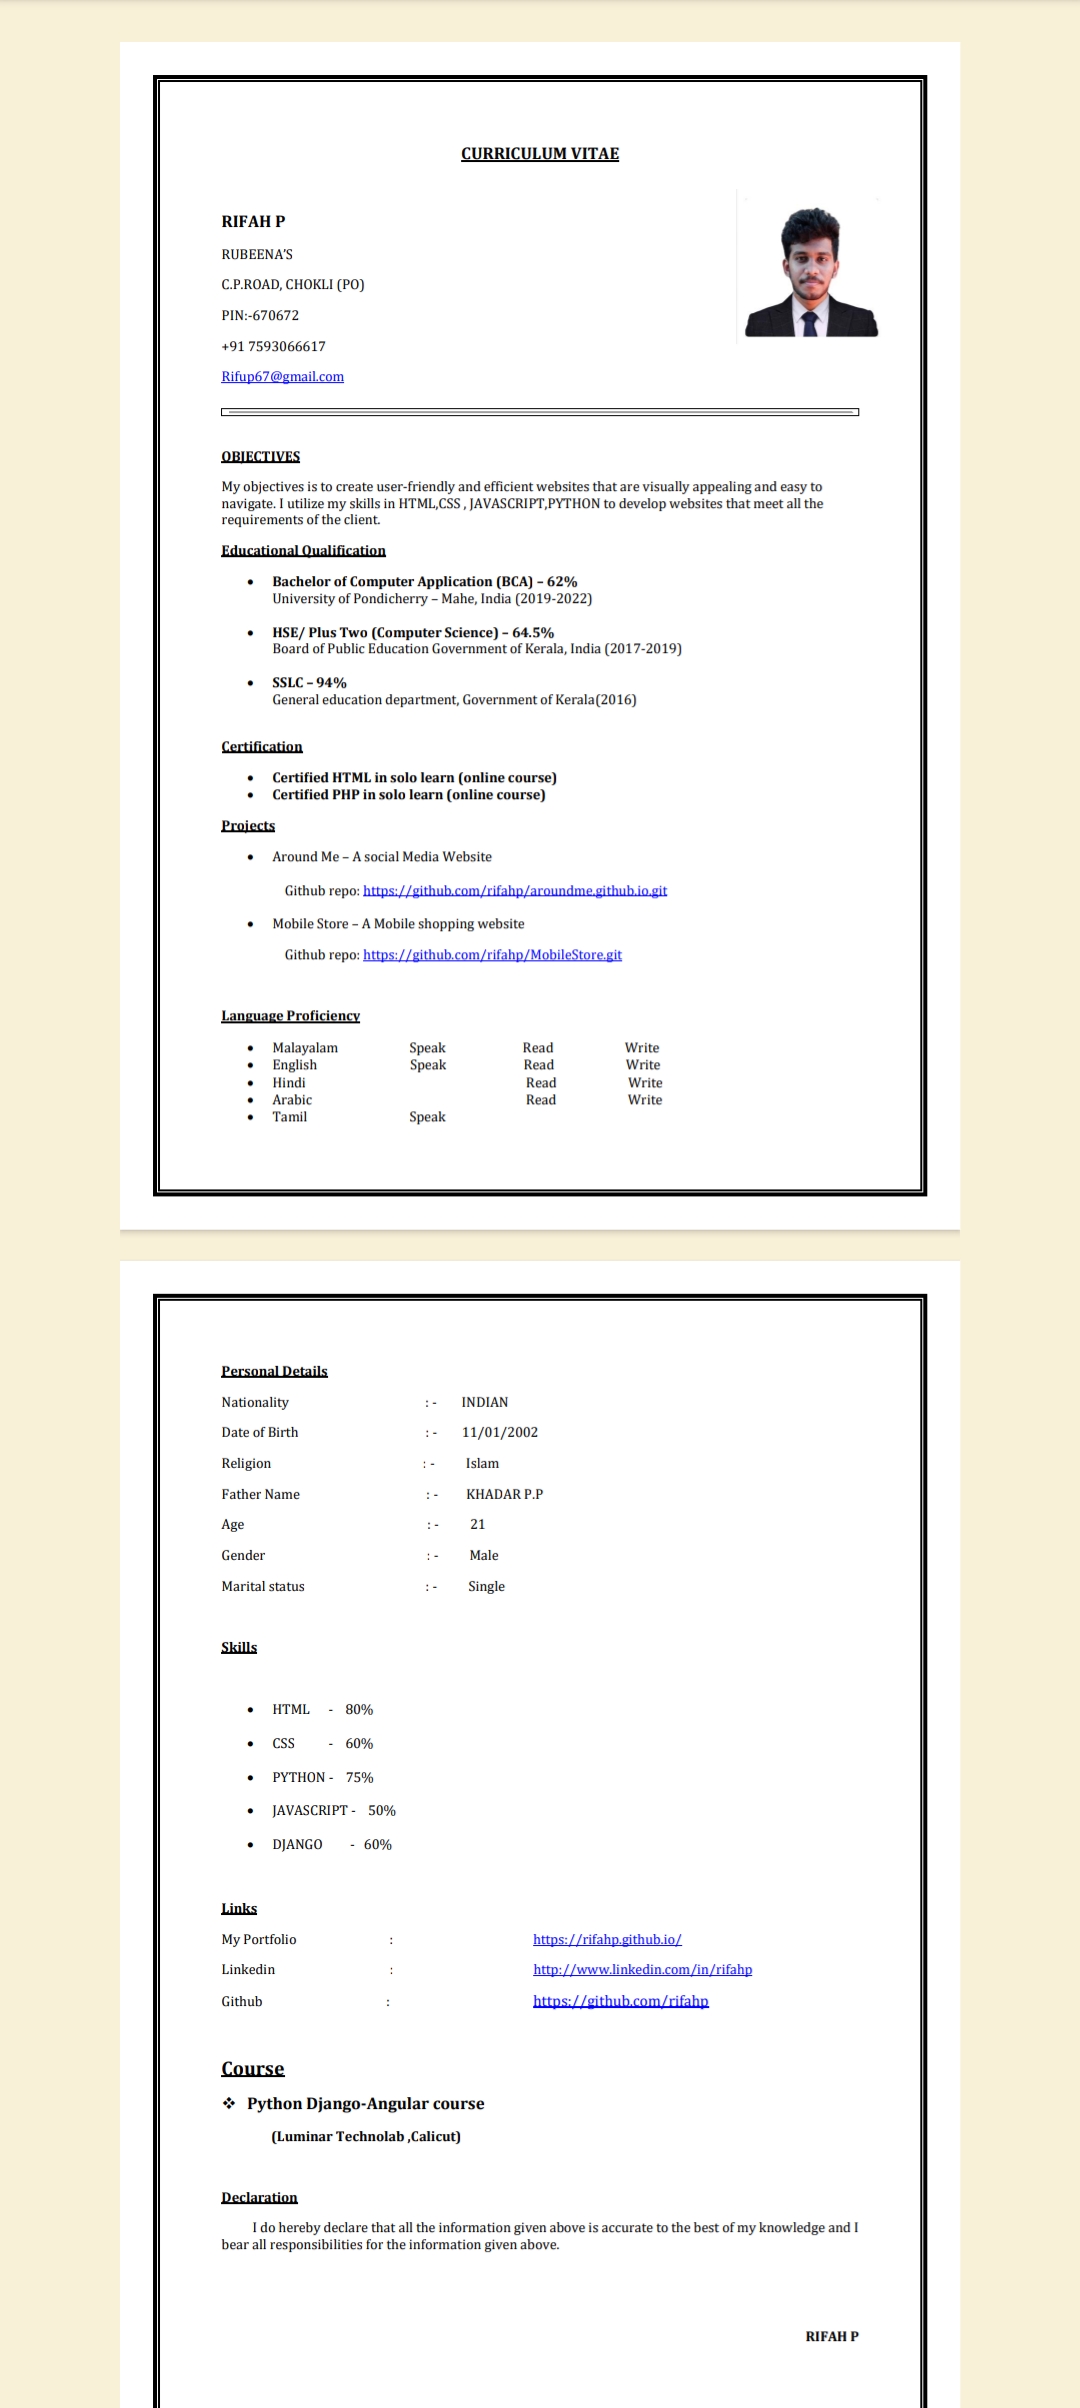 CURRICULUM VITAE
RIFAH P
RUBEENA'S
C.P.ROAD, CHOKLI (PO)
PIN:-670672
+91 7593066617
Rifup67@gmail.com
OBJECTIVES
My objectives is to create user-friendly and efficient websites that are visually appealing and easy to
navigate. I utilize my skills in HTML,CSS , JAVASCRIPT,PYTHON to develop websites that meet all the
requirements of the client.
Educational Qualification
• Bachelor of Computer Application (BCA) – 62%
University of Pondicherry – Mahe, India (2019-2022)
• HSE/ Plus Two (Computer Science) – 64.5%
Board of Public Education Government of Kerala, India (2017-2019)
• SSLC – 94%
General education department, Government of Kerala(2016)
Certification
• Certified HTML in solo learn (online course)
• Certified PHP in solo learn (online course)
Projects
• Around Me – A social Media Website
Github repo: https://github.com/rifahp/aroundme.github.io.git
• Mobile Store – A Mobile shopping website
Github repo: https://github.com/rifahp/MobileStore.git
Language Proficiency
• Malayalam Speak Read Write
• English Speak Read Write
• Hindi Read Write
• Arabic Read Write
• Tamil Speak
Personal Details
Nationality : - INDIAN
Date of Birth : - 11/01/2002
Religion : - Islam
Father Name : - KHADAR P.P
Age : - 21
Gender : - Male
Marital status : - Single
Skills
• HTML - 80%
• CSS - 60%
• PYTHON - 75%
• JAVASCRIPT - 50%
• DJANGO - 60%
Links
My Portfolio : https://rifahp.github.io/
Linkedin : http://www.linkedin.com/in/rifahp
Github : https://github.com/rifahp
Course
❖ Python Django-Angular course
(Luminar Technolab ,Calicut)
Declaration
I do hereby declare that all the information given above is accurate to the best of my knowledge and I
bear all responsibilities for the information given above.
RIFAH P